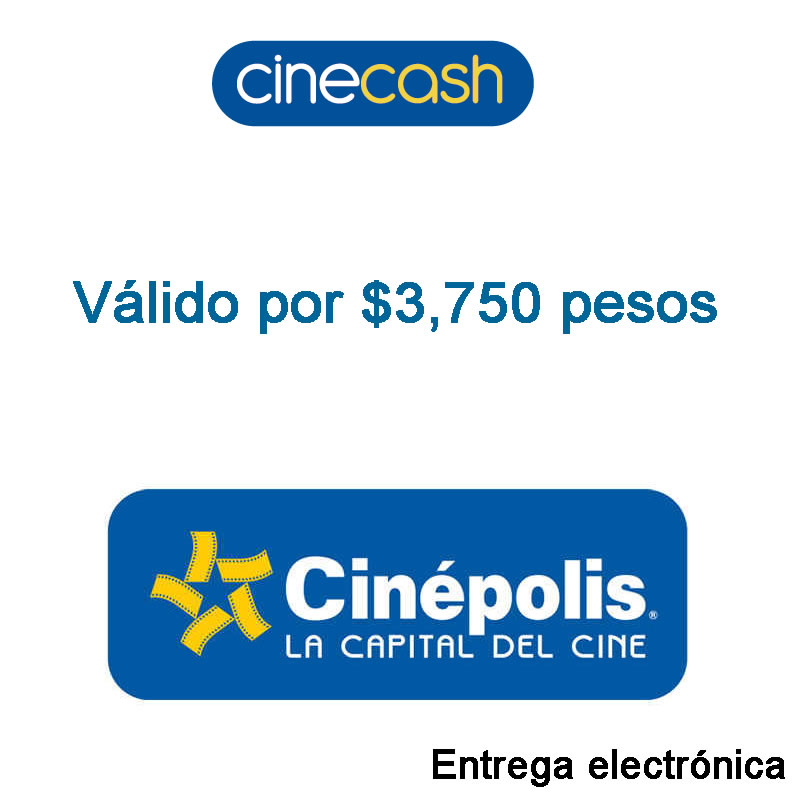 cinecash
Válido por $3,750 pesos
Cinépolis®
LA CAPITAL DEL CINE
Entrega electrónica